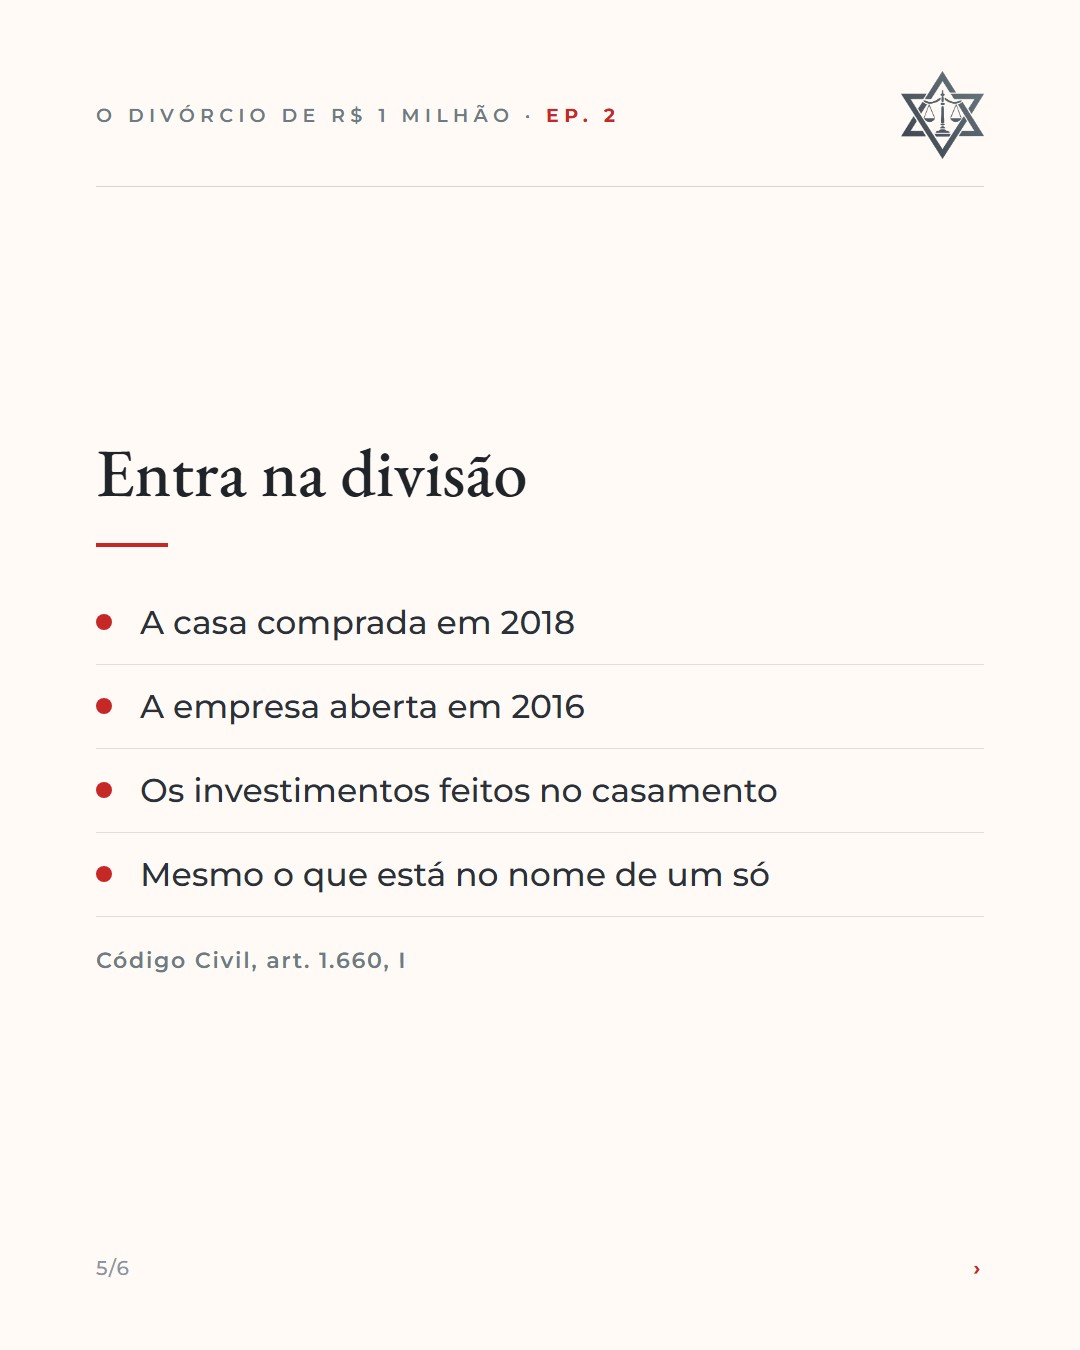 O DIVÓRCIO DE R$ 1 MILHÃO · EP. 2
Entra na divisão
A casa comprada em 2018
A empresa aberta em 2016
Os investimentos feitos no casamento
Mesmo o que está no nome de um só
Código Civil, art. 1.660, I
5/6 ›